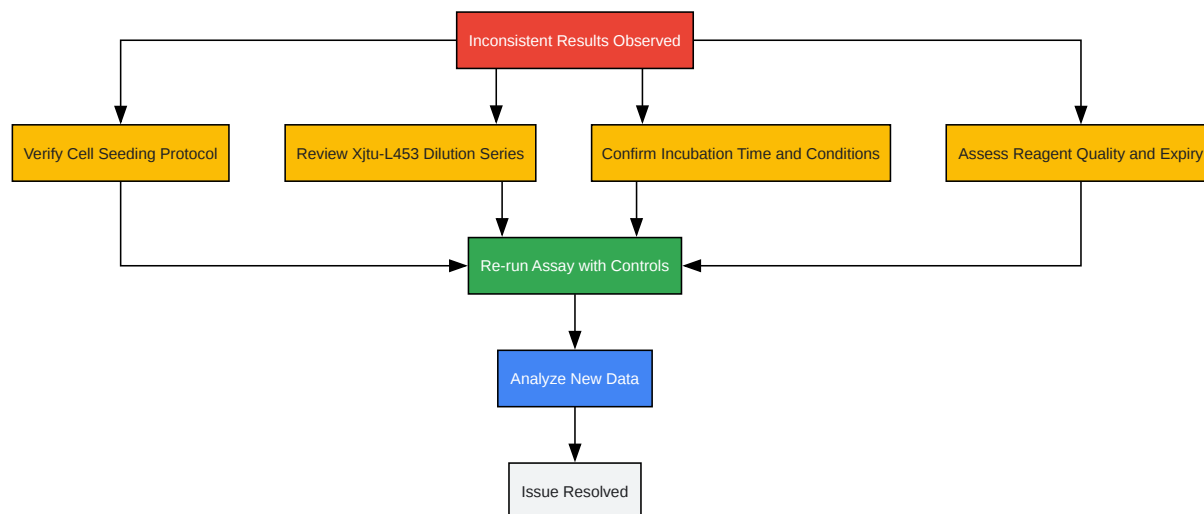 Inconsistent Results Observed
Verify Cell Seeding Protocol
Review Xjtu-L453 Dilution Series
Confirm Incubation Time and Conditions
Assess Reagent Quality and Expiry
Re-run Assay with Controls
Analyze New Data
Issue Resolved